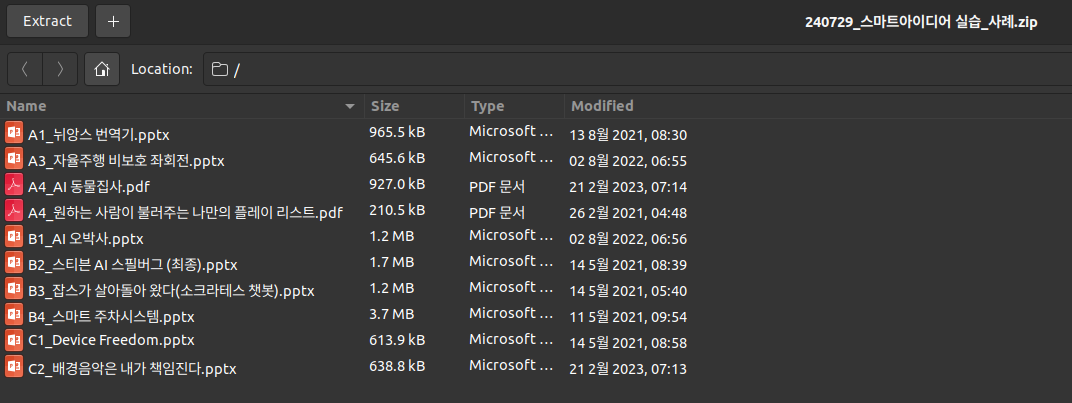 Extract + 240729_스마트아이디어 실습_사례.zip
Location: /
Name Size Type Modified
A1_뉘앙스 번역기.pptx 965.5 kB Microsoft ... 13 8월 2021, 08:30
A3_자율주행 비보호 좌회전.pptx 645.6 kB Microsoft ... 02 8월 2022, 06:55
A4_AI 동물집사.pdf 927.0 kB PDF 문서 21 2월 2023, 07:14
A4_원하는 사람이 불러주는 나만의 플레이 리스트.pdf 210.5 kB PDF 문서 26 2월 2021, 04:48
B1_AI 오박사.pptx 1.2 MB Microsoft ... 02 8월 2022, 06:56
B2_스티븐 AI 스필버그 (최종).pptx 1.7 MB Microsoft ... 14 5월 2021, 08:39
B3_잡스가 살아돌아 왔다(소크라테스 챗봇).pptx 1.2 MB Microsoft ... 14 5월 2021, 05:40
B4_스마트 주차시스템.pptx 3.7 MB Microsoft ... 11 5월 2021, 09:54
C1_Device Freedom.pptx 613.9 kB Microsoft ... 14 5월 2021, 08:58
C2_배경음악은 내가 책임진다.pptx 638.8 kB Microsoft ... 21 2월 2023, 07:13